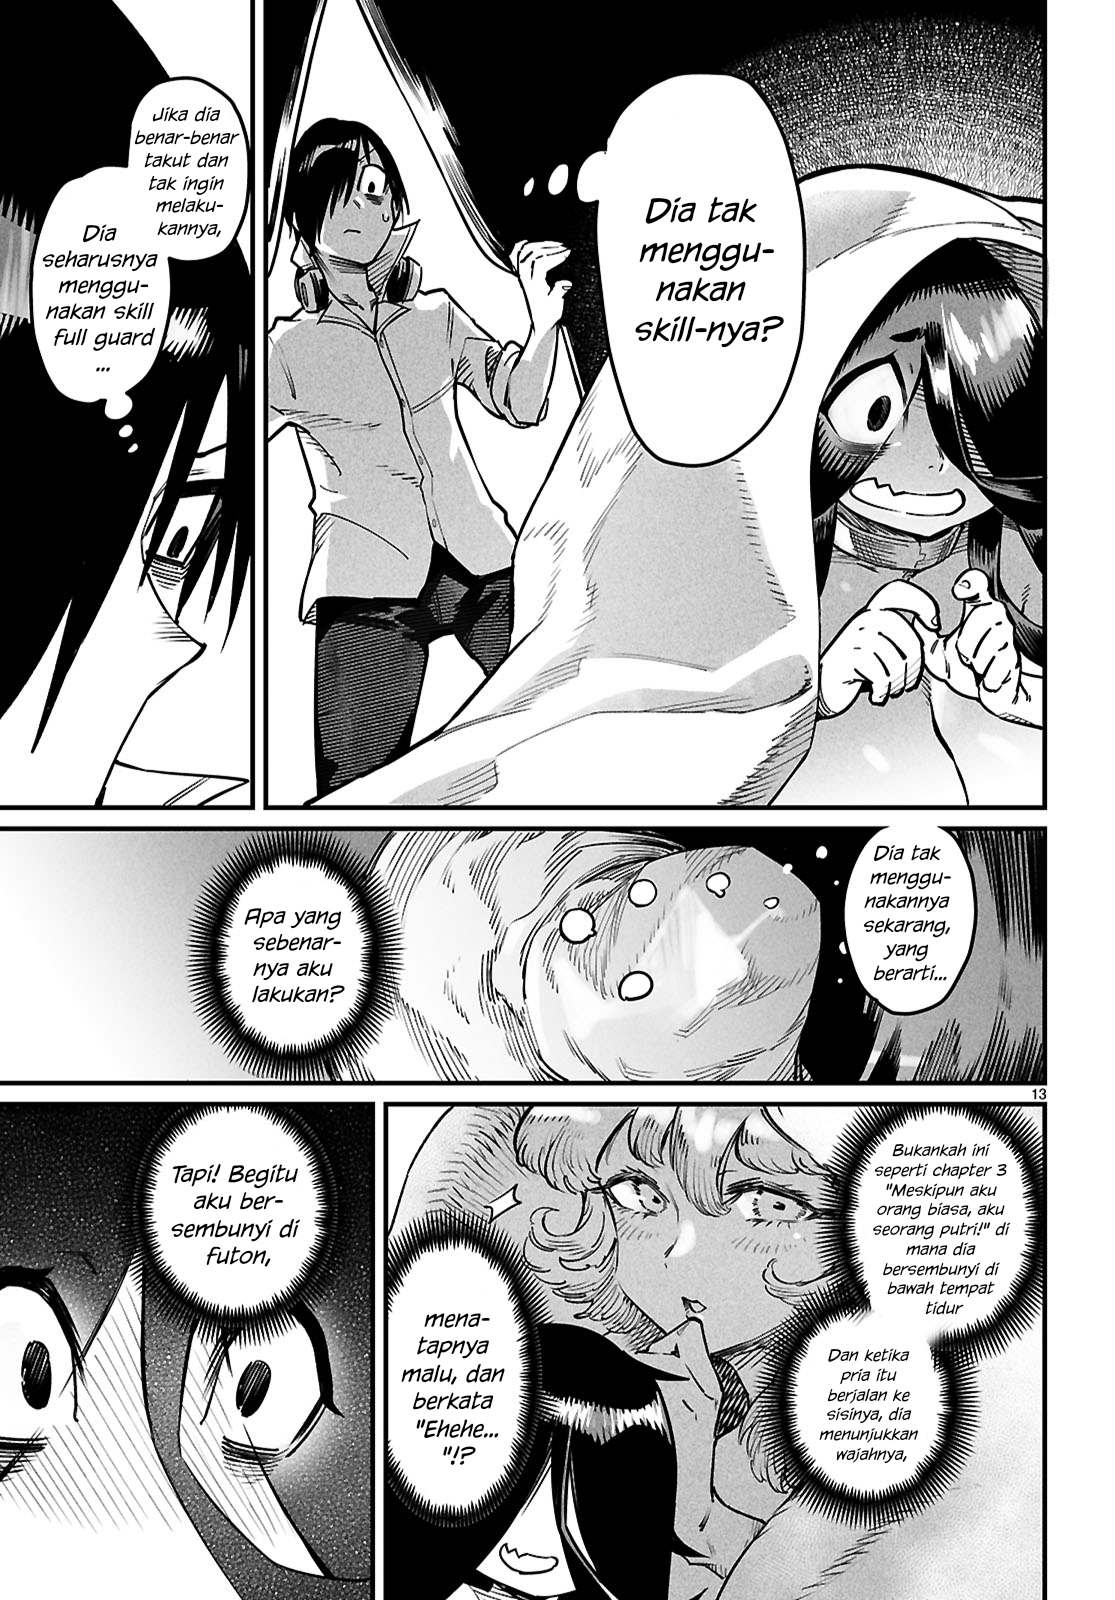 Dia tak
menggu-
nakan
skill-nya?
Jika dia
benar-benar
takut dan
tak ingin
melaku-
kannya,
Dia
seharusnya
menggu-
nakan skill
full guard
...
Dia tak
menggu-
nakannya
sekarang,
yang
berarti...
Apa yang
sebenar-
nya aku
lakukan?
13
Bukankah ini
seperti chapter 3
"Meskipun aku
orang biasa, aku
seorang putri!" di
mana dia
bersembunyi di
bawah tempat
tidur
Dan ketika
pria itu
berjalan ke
sisinya, dia
menunjukkan
wajahnya,
mena-
tapnya
malu, dan
berkata
"Ehehe...
"!?
Tapi! Begitu
aku ber-
sembunyi di
futon,